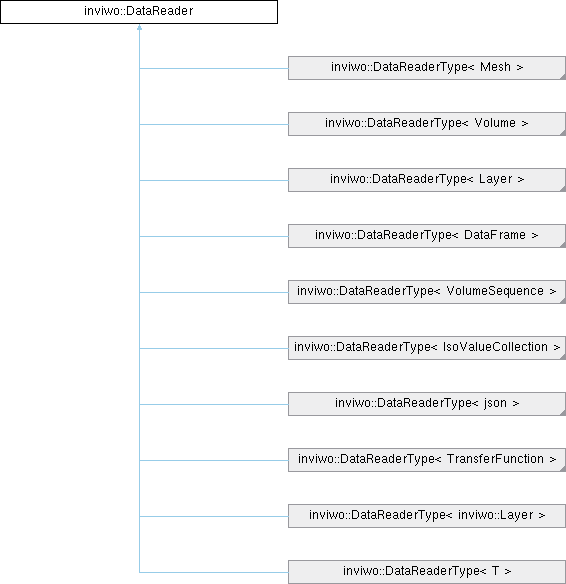 inviwo::DataReader
inviwo::DataReaderType< Mesh >
inviwo::DataReaderType< Volume >
inviwo::DataReaderType< Layer >
inviwo::DataReaderType< DataFrame >
inviwo::DataReaderType< VolumeSequence >
inviwo::DataReaderType< IsoValueCollection >
inviwo::DataReaderType< json >
inviwo::DataReaderType< TransferFunction >
inviwo::DataReaderType< inviwo::Layer >
inviwo::DataReaderType< T >